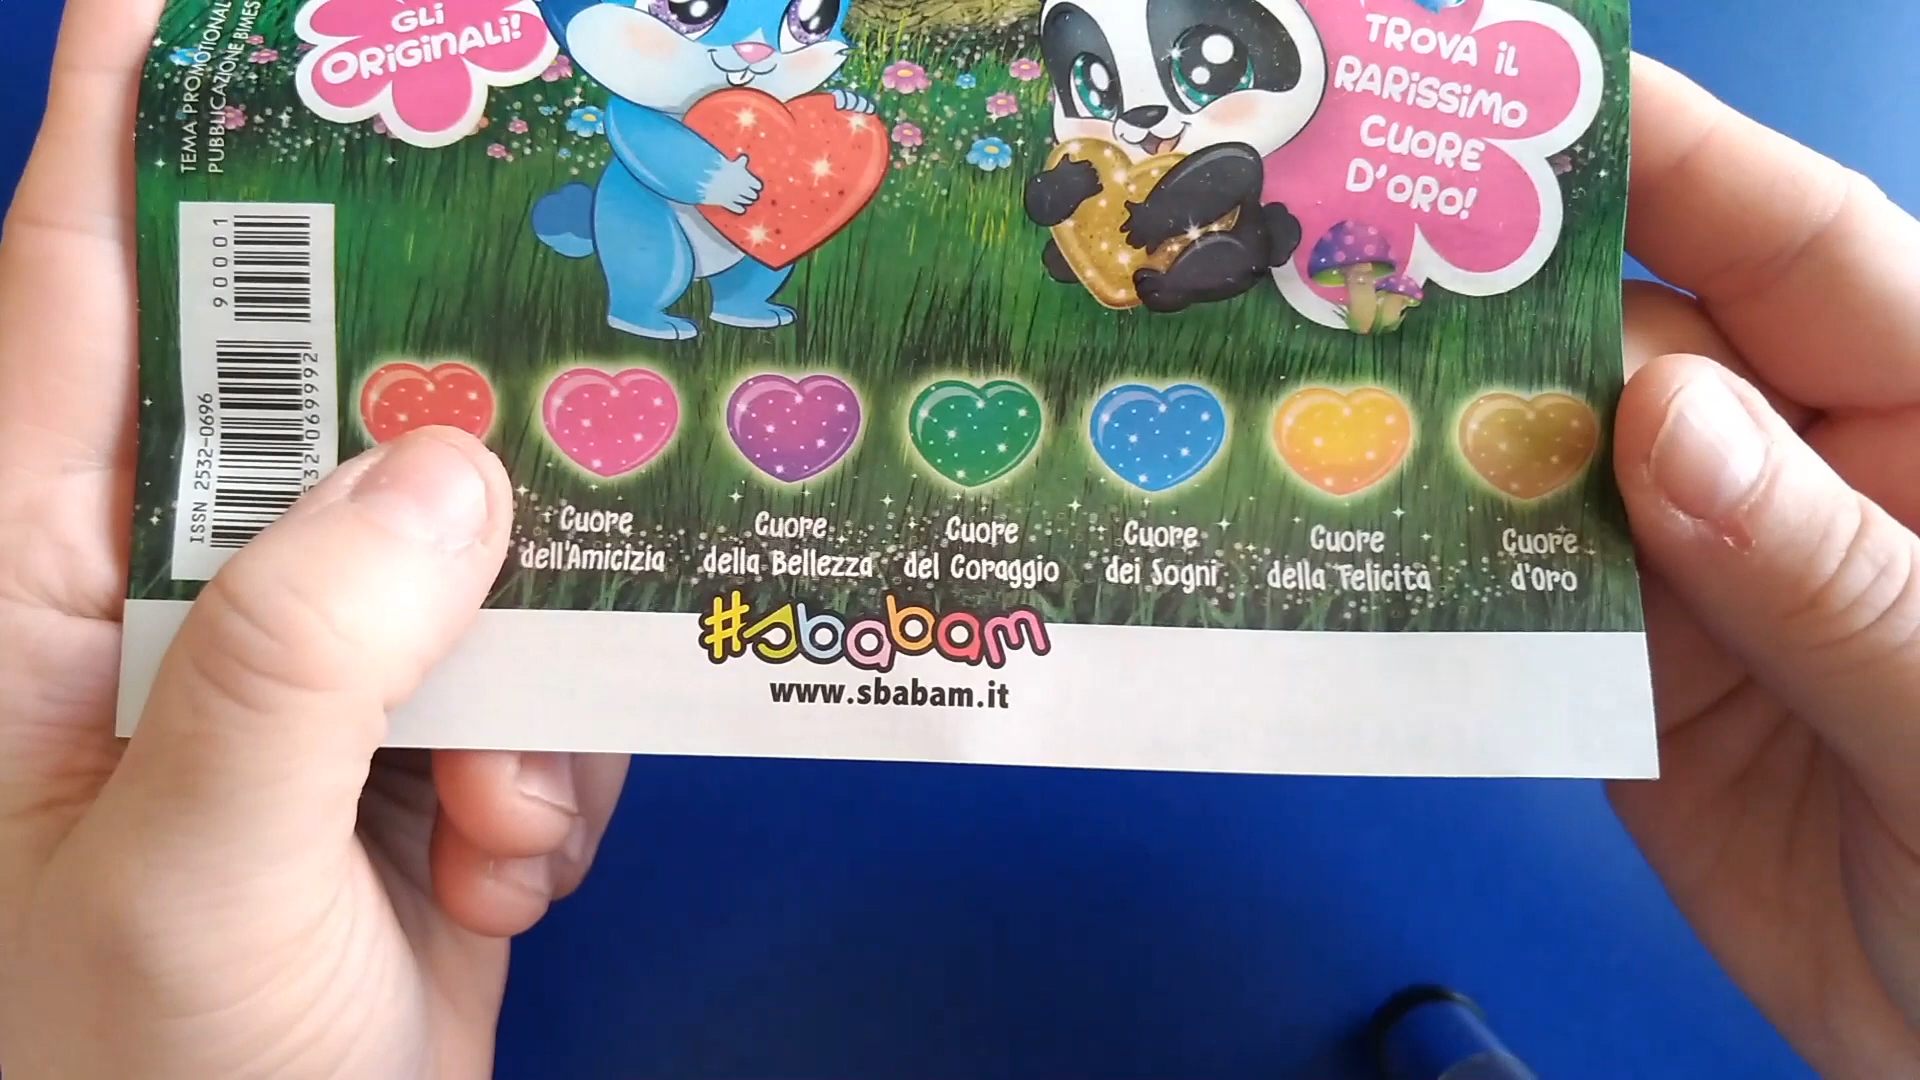 GLI
ORIGINALI!
TROVA IL
RARISSIMO
CUORE
D'ORO!
TEMA PROMOTIONAL
PUBBLICAZIONE BIMES
90001
ISSN 2532-0696
532069992
Cuore
dell'Amicizia
Cuore
della Bellezza
Cuore
del Coraggio
Cuore
dei Sogni
Cuore
della Felicità
Cuore
d'Oro
#sbabam
www.sbabam.it